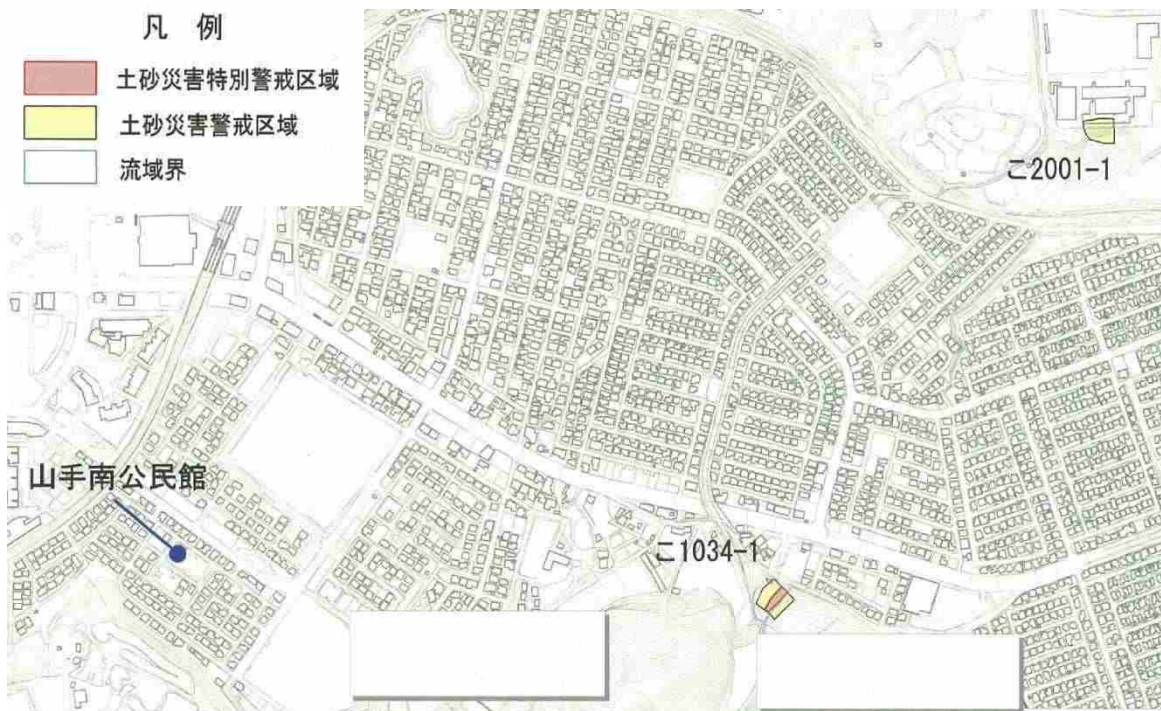 凡 例
土砂災害特別警戒区域
土砂災害警戒区域
流域界
こ2001-1
山手南公民館
こ1034-1